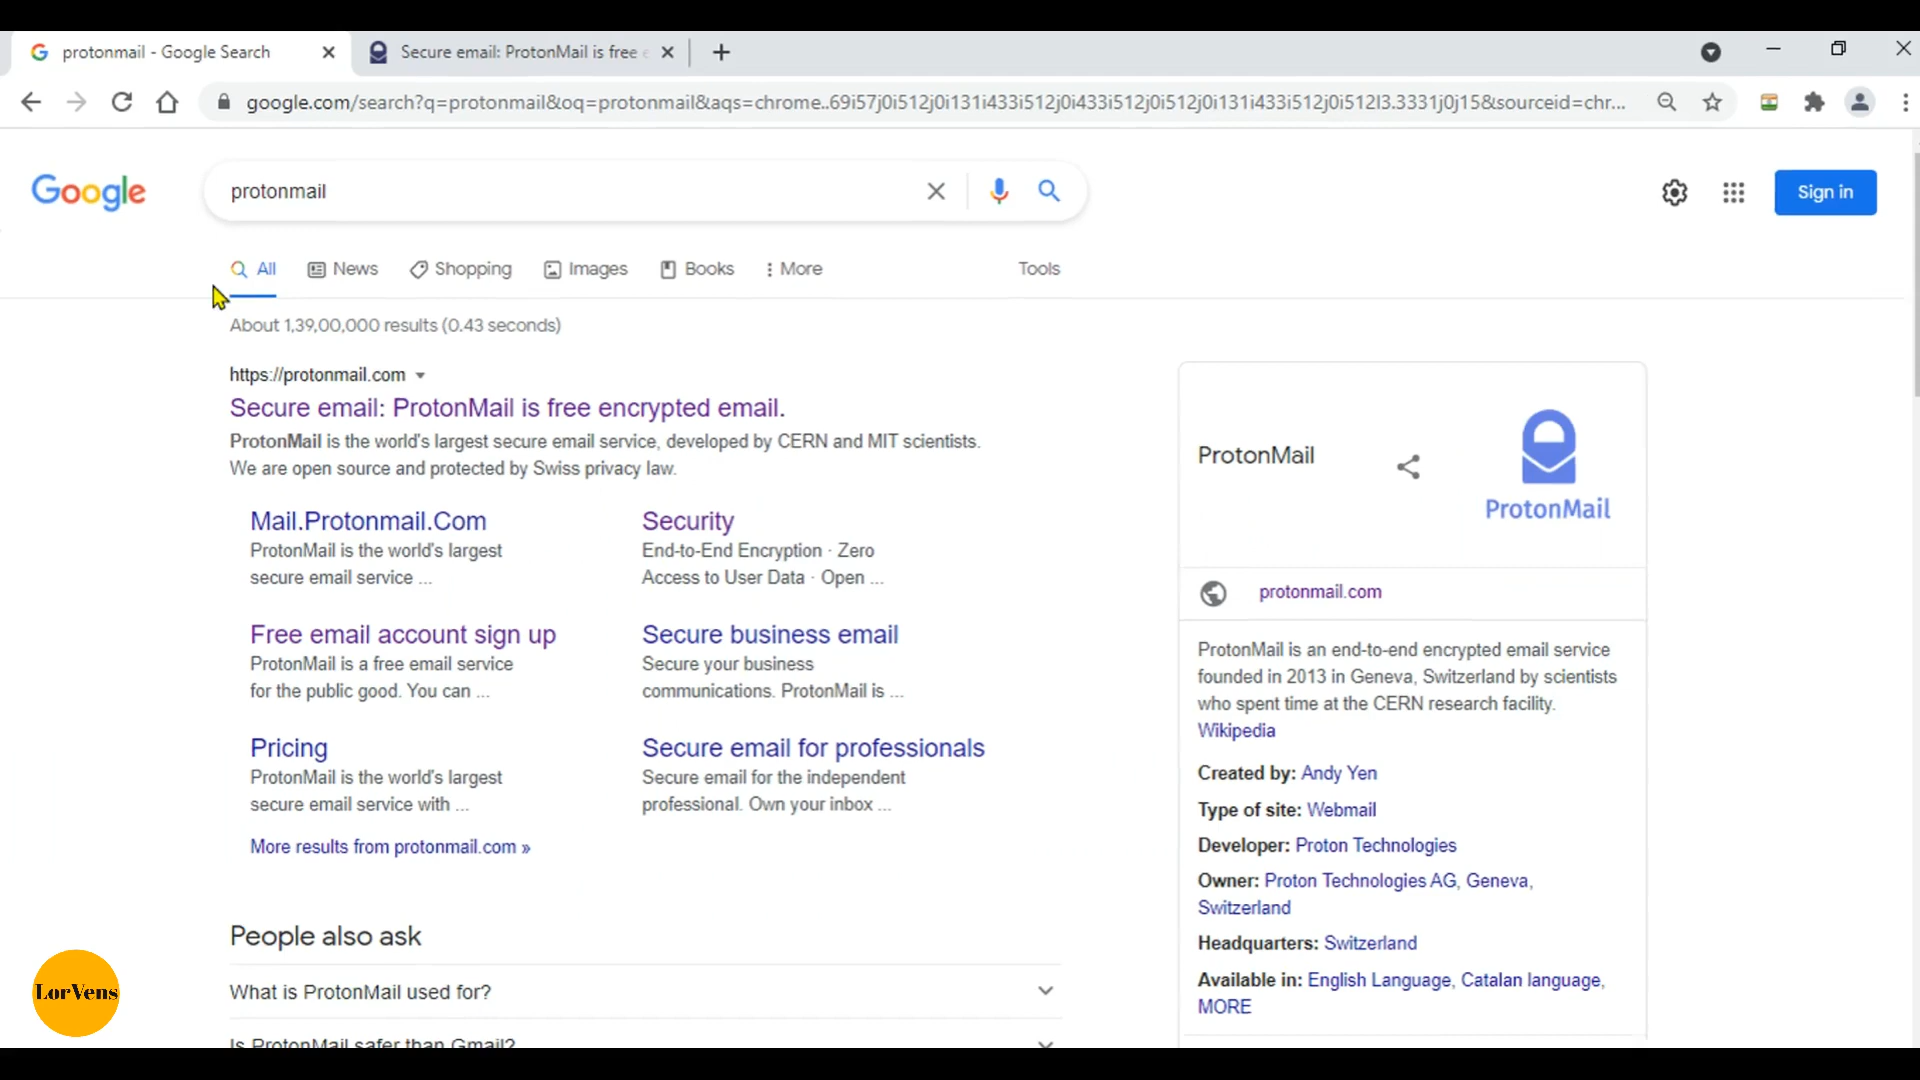 protonmail - Google Search
Secure email: ProtonMail is free e
google.com/search?q=protonmail&oq=protonmail&aqs=chrome..69i57j0i512j0i131i433i512j0i433i512j0i512j0i131i433i512j0i512l3.3331j0j15&sourceid=chr...
Google
protonmail
Sign in
All
News
Shopping
Images
Books
More
Tools
About 1,39,00,000 results (0.43 seconds)
https://protonmail.com
Secure email: ProtonMail is free encrypted email.
ProtonMail is the world's largest secure email service, developed by CERN and MIT scientists.
We are open source and protected by Swiss privacy law.
Mail.Protonmail.Com
ProtonMail is the world's largest
secure email service ...
Security
End-to-End Encryption · Zero
Access to User Data · Open ...
Free email account sign up
ProtonMail is a free email service
for the public good. You can ...
Secure business email
Secure your business
communications. ProtonMail is ...
Pricing
ProtonMail is the world's largest
secure email service with ...
Secure email for professionals
Secure email for the independent
professional. Own your inbox ...
More results from protonmail.com »
People also ask
What is ProtonMail used for?
Is ProtonMail safer than Gmail?
ProtonMail
ProtonMail
protonmail.com
ProtonMail is an end-to-end encrypted email service
founded in 2013 in Geneva, Switzerland by scientists
who spent time at the CERN research facility.
Wikipedia
Created by: Andy Yen
Type of site: Webmail
Developer: Proton Technologies
Owner: Proton Technologies AG, Geneva,
Switzerland
Headquarters: Switzerland
Available in: English Language, Catalan language,
MORE
LorVens